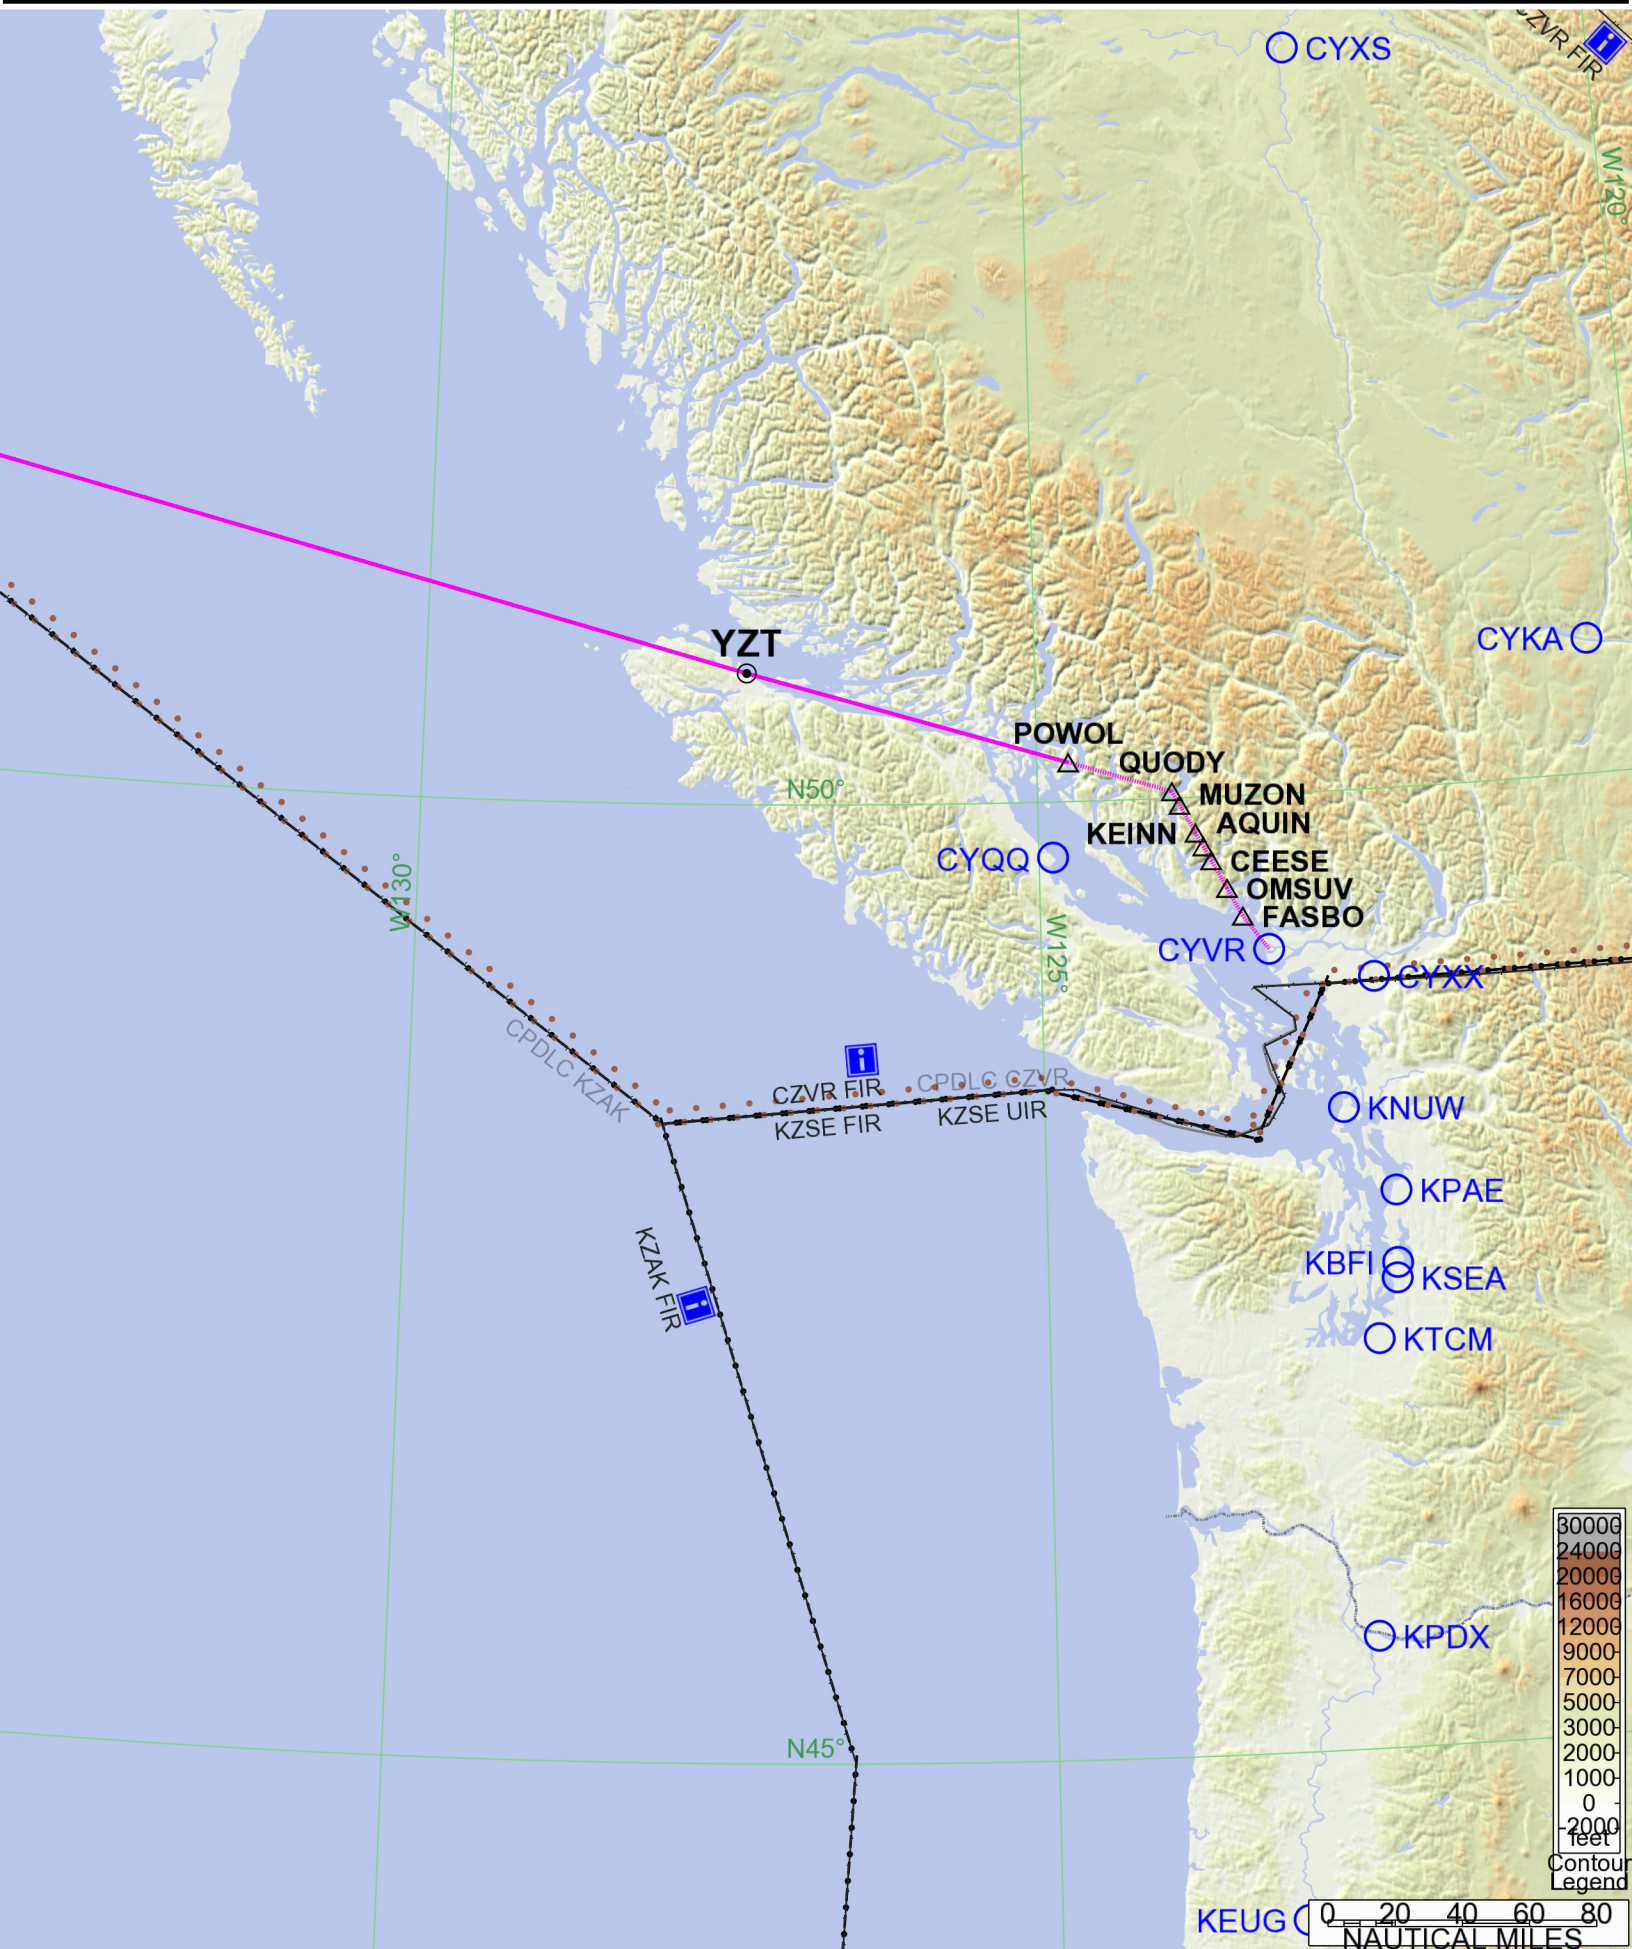 CYXS
CZVR FIR
i
W120°
YZT
CYKA
POWOL
QUODY
N50°
MUZON
AQUIN
KEINN
CYQQ
CEESE
OMSUV
W130°
FASBO
W125°
CYVR
CYXX
CPDLC KZAK
i
CPDLC CZVR
CZVR FIR
KZSE FIR
KZSE UIR
KNUW
KPAE
KZAK FIR
i
KBFI
KSEA
KTCM
30000
24000
20000
16000
12000
9000
7000
5000
3000
2000
1000
0
-2000
feet
Contour
Legend
KPDX
N45°
KEUG
0 20 40 60 80
NAUTICAL MILES